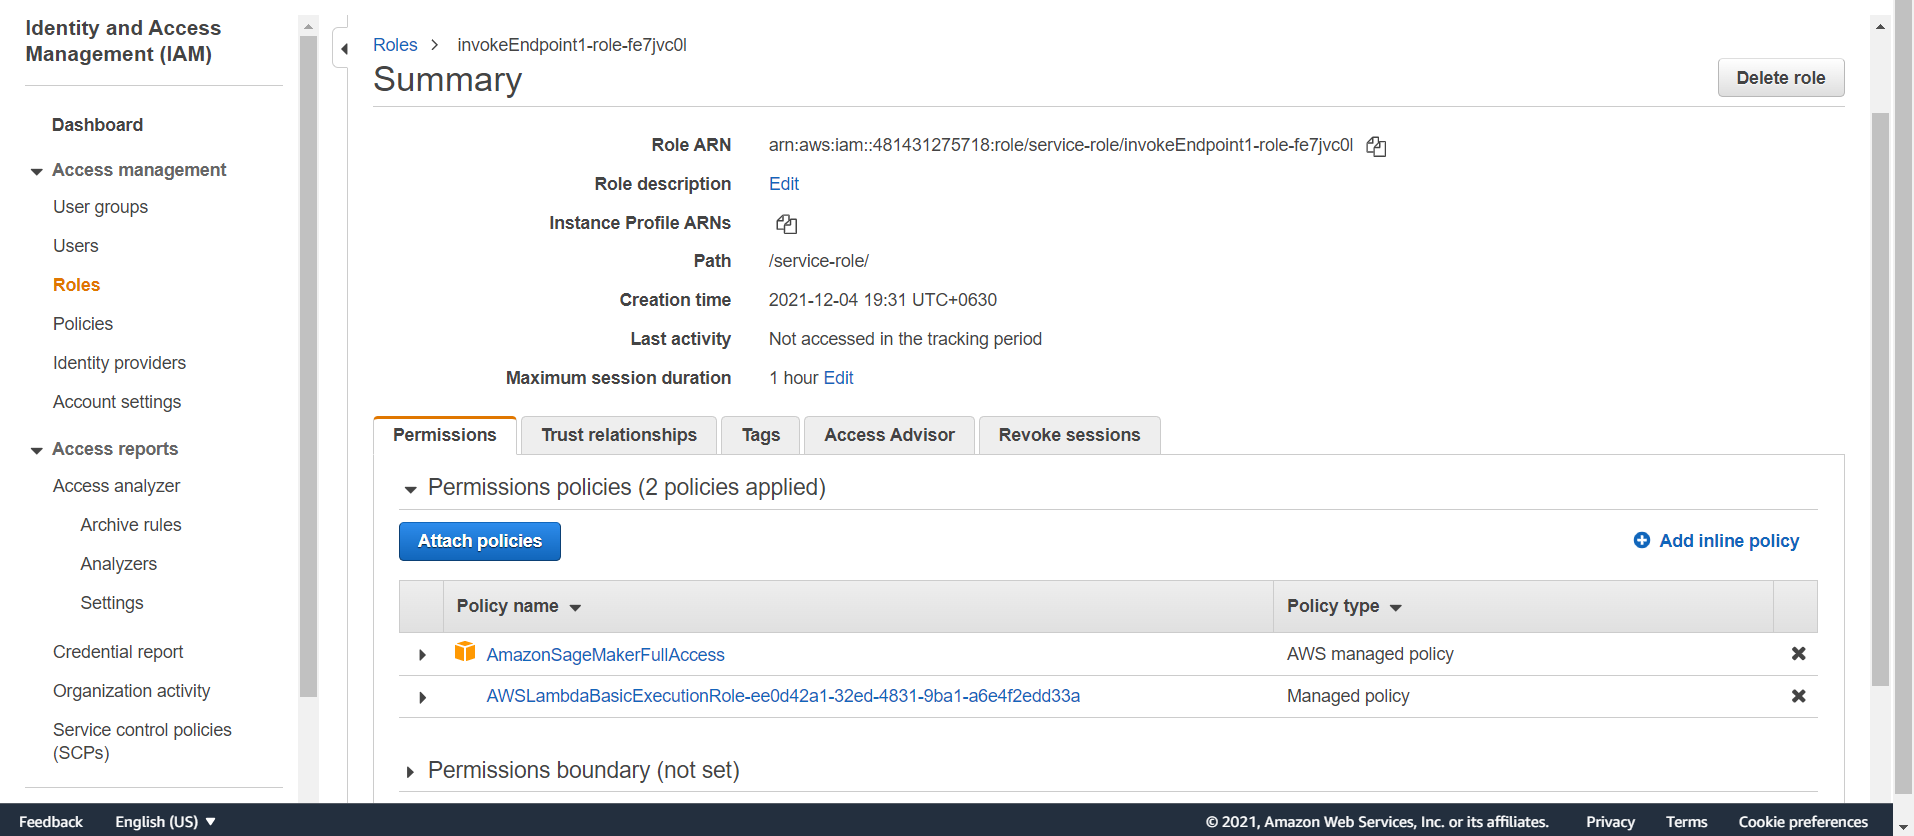 Identity and Access
Management (IAM)
Dashboard
Access management
User groups
Users
Roles
Policies
Identity providers
Account settings
Access reports
Access analyzer
Archive rules
Analyzers
Settings
Credential report
Organization activity
Service control policies
(SCPs)
Roles > invokeEndpoint1-role-fe7jvc0l
Summary
Delete role
Role ARN arn:aws:iam::481431275718:role/service-role/invokeEndpoint1-role-fe7jvc0l
Role description Edit
Instance Profile ARNs
Path /service-role/
Creation time 2021-12-04 19:31 UTC+0630
Last activity Not accessed in the tracking period
Maximum session duration 1 hour Edit
Permissions Trust relationships Tags Access Advisor Revoke sessions
Permissions policies (2 policies applied)
Attach policies Add inline policy
Policy name Policy type
AmazonSageMakerFullAccess AWS managed policy
AWSLambdaBasicExecutionRole-ee0d42a1-32ed-4831-9ba1-a6e4f2edd33a Managed policy
Permissions boundary (not set)
Feedback English (US) © 2021, Amazon Web Services, Inc. or its affiliates. Privacy Terms Cookie preferences